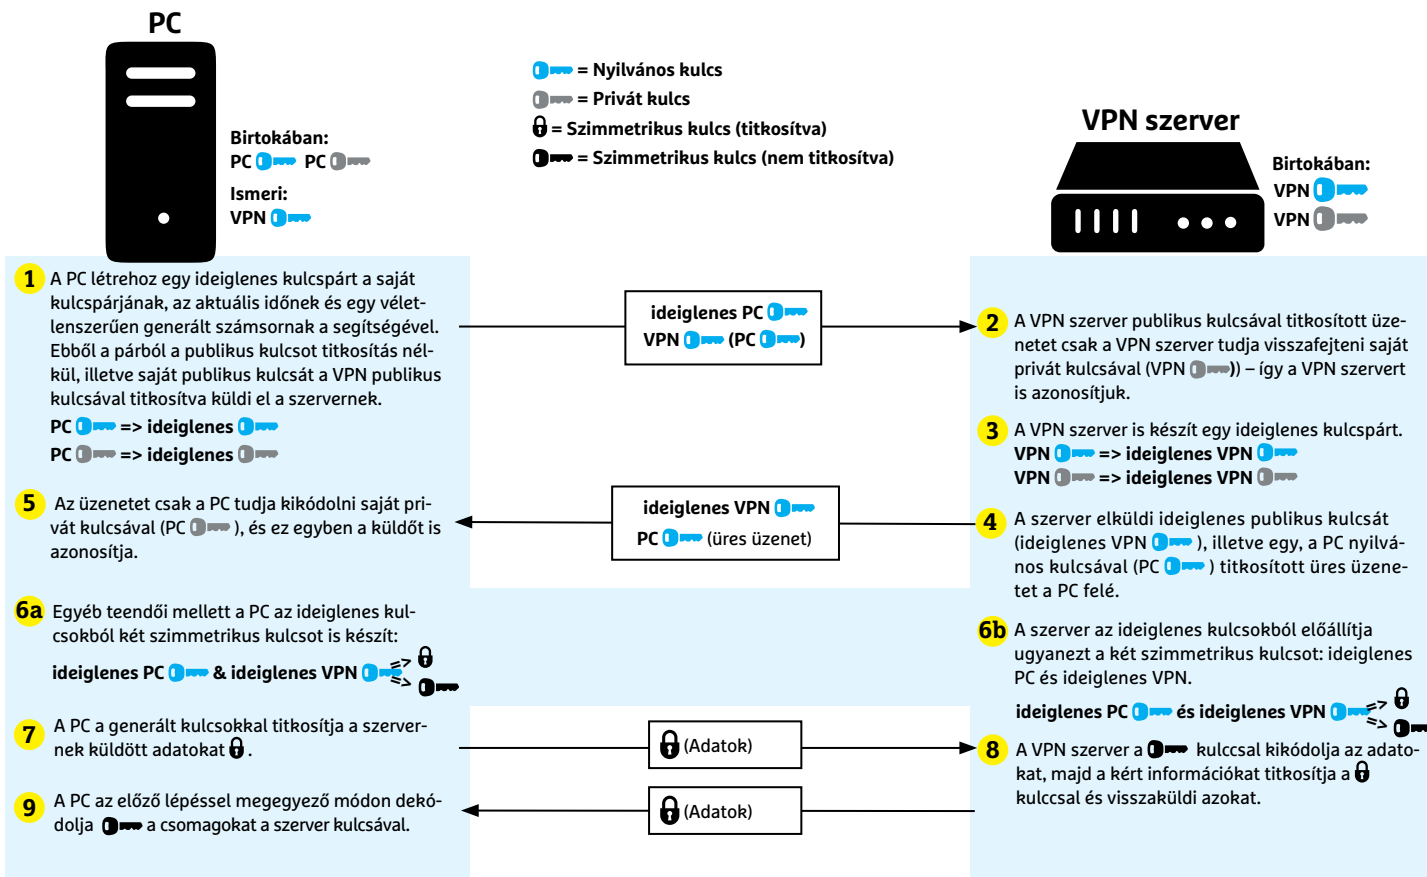 PC
Birtokában:
PC PC
Ismeri:
VPN
= Nyilvános kulcs
= Privát kulcs
= Szimmetrikus kulcs (titkosítva)
= Szimmetrikus kulcs (nem titkosítva)
VPN szerver
Birtokában:
VPN
VPN
1 A PC létrehoz egy ideiglenes kulcspárt a saját
kulcspárjának, az aktuális időnek és egy vélet-
lenszerűen generált számsornak a segítségével.
Ebből a párból a publikus kulcsot titkosítás nél-
kül, illetve saját publikus kulcsát a VPN publikus
kulcsával titkosítva küldi el a szervernek.
PC => ideiglenes
PC => ideiglenes
ideiglenes PC
VPN (PC )
2 A VPN szerver publikus kulcsával titkosított üze-
netet csak a VPN szerver tudja visszafejteni saját
privát kulcsával (VPN )) – így a VPN szervert
is azonosítjuk.
3 A VPN szerver is készít egy ideiglenes kulcspárt.
VPN => ideiglenes VPN
VPN => ideiglenes VPN
4 A szerver elküldi ideiglenes publikus kulcsát
(ideiglenes VPN ), illetve egy, a PC nyilvá-
nos kulcsával (PC ) titkosított üres üzene-
tet a PC felé.
ideiglenes VPN
PC (üres üzenet)
5 Az üzenetet csak a PC tudja kikódolni saját pri-
vát kulcsával (PC ), és ez egyben a küldőt is
azonosítja.
6a Egyéb teendői mellett a PC az ideiglenes kul-
csokból két szimmetrikus kulcsot is készít:
ideiglenes PC & ideiglenes VPN => =>
6b A szerver az ideiglenes kulcsokból előállítja
ugyanezt a két szimmetrikus kulcsot: ideiglenes
PC és ideiglenes VPN.
ideiglenes PC és ideiglenes VPN => =>
7 A PC a generált kulcsokkal titkosítja a szerver-
nek küldött adatokat .
(Adatok)
8 A VPN szerver a kulccsal kikódolja az adato-
kat, majd a kért információkat titkosítja a
kulccsal és visszaküldi azokat.
(Adatok)
9 A PC az előző lépéssel megegyező módon dekó-
dolja a csomagokat a szerver kulcsával.